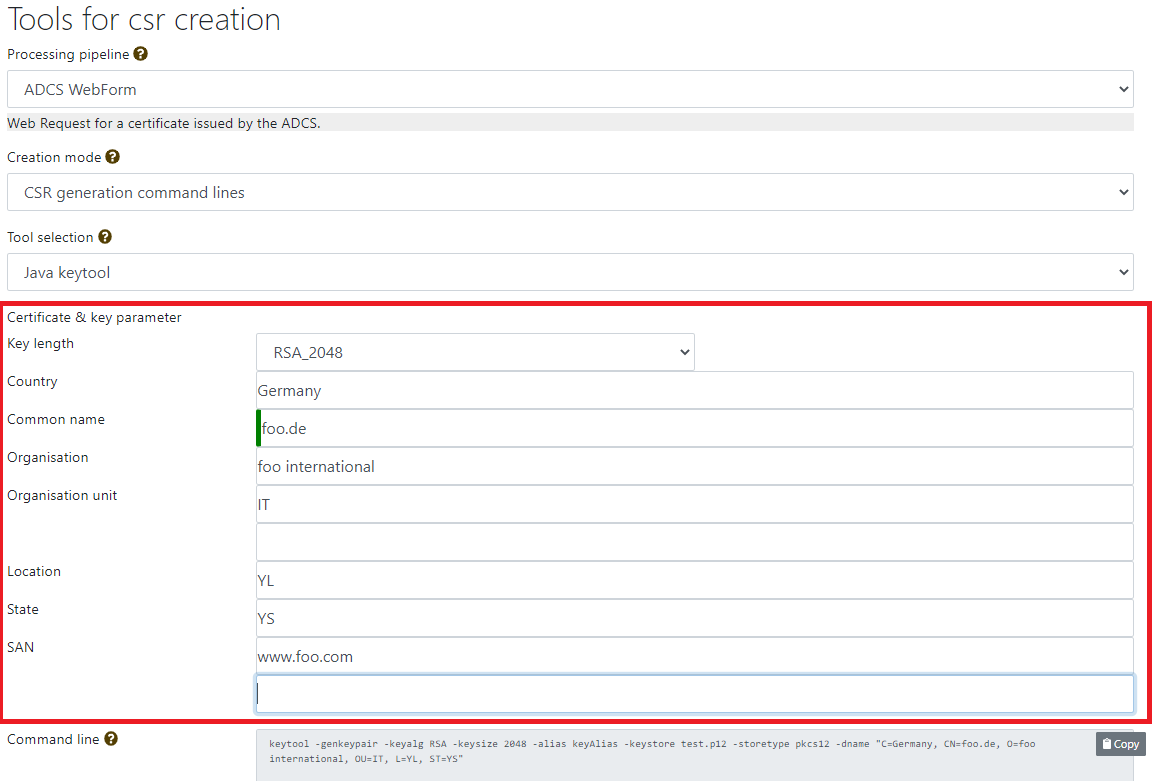 Tools for csr creation
Processing pipeline ?
ADCS WebForm
Web Request for a certificate issued by the ADCS.
Creation mode ?
CSR generation command lines
Tool selection ?
Java keytool
Certificate & key parameter
Key length
RSA_2048
Country
Germany
Common name
foo.de
Organisation
foo international
Organisation unit
IT
Location
YL
State
YS
SAN
www.foo.com
Command line ?
keytool -genkeypair -keyalg RSA -keysize 2048 -alias keyAlias -keystore test.p12 -storetype pkcs12 -dname "C=Germany, CN=foo.de, O=foo
international, OU=IT, L=YL, ST=YS"
Copy